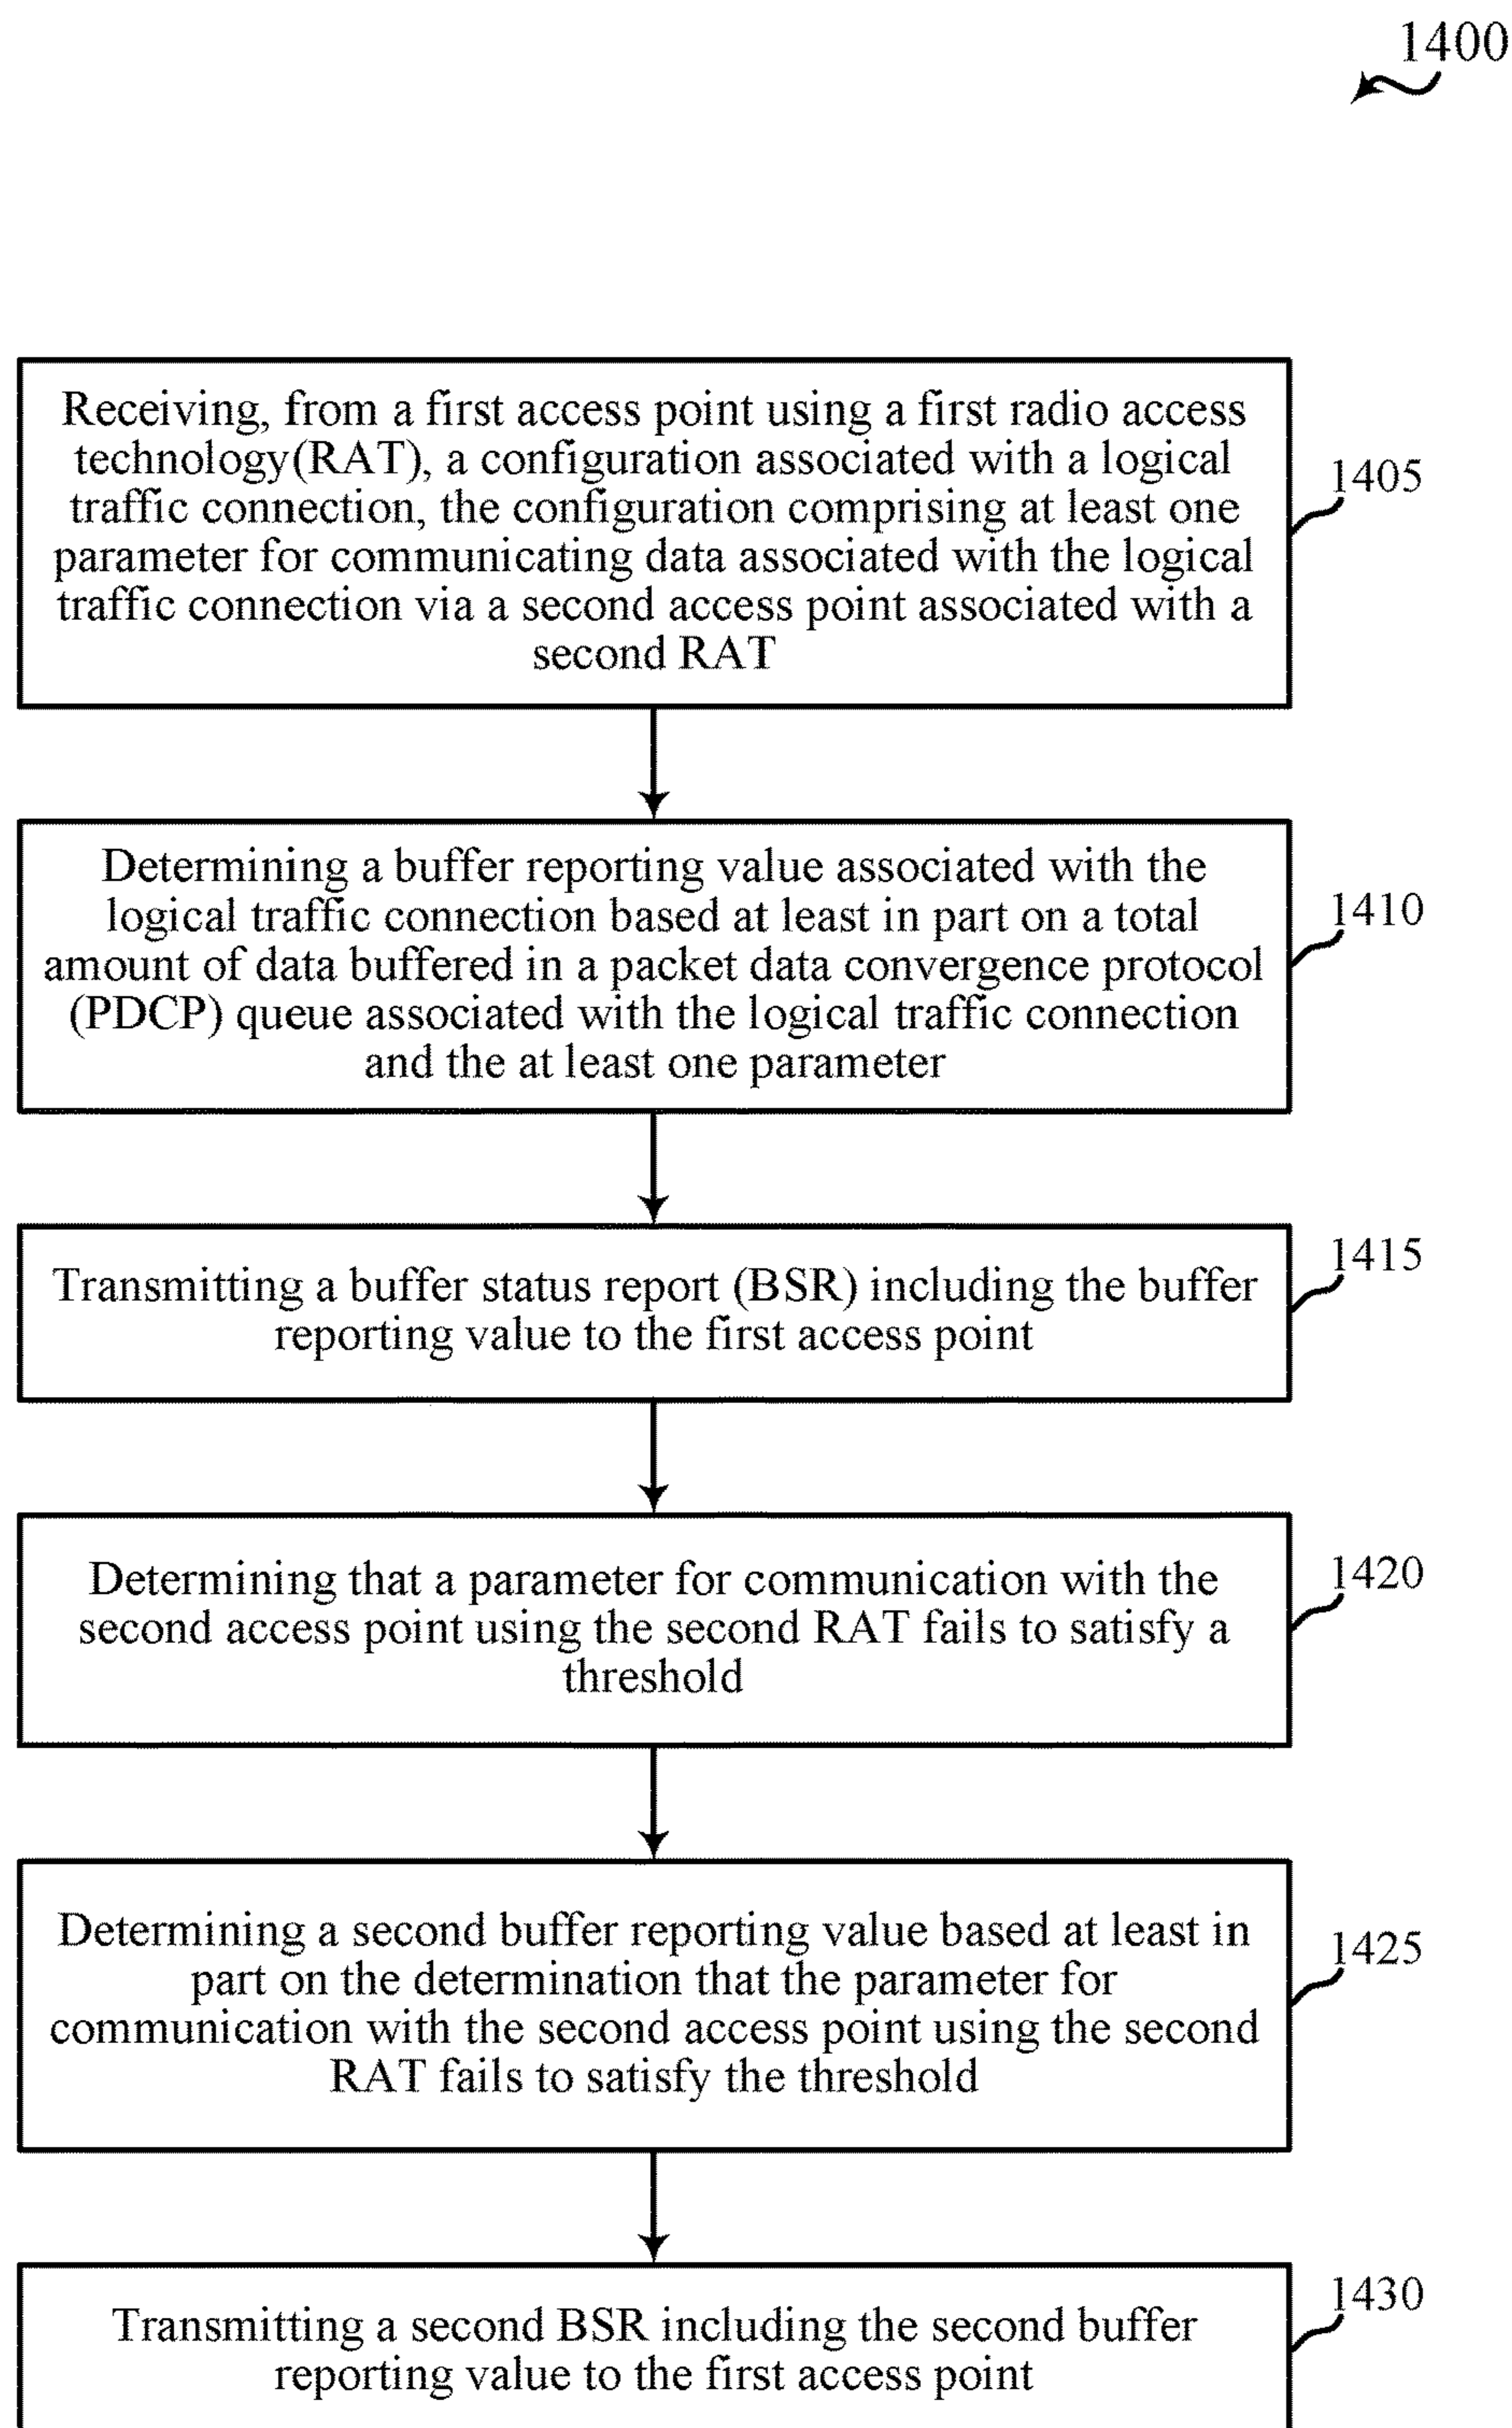 1400
Receiving, from a first access point using a first radio access
technology(RAT), a configuration associated with a logical
traffic connection, the configuration comprising at least one
parameter for communicating data associated with the logical
traffic connection via a second access point associated with a
second RAT
1405
Determining a buffer reporting value associated with the
logical traffic connection based at least in part on a total
amount of data buffered in a packet data convergence protocol
(PDCP) queue associated with the logical traffic connection
and the at least one parameter
1410
Transmitting a buffer status report (BSR) including the buffer
reporting value to the first access point
1415
Determining that a parameter for communication with the
second access point using the second RAT fails to satisfy a
threshold
1420
Determining a second buffer reporting value based at least in
part on the determination that the parameter for
communication with the second access point using the second
RAT fails to satisfy the threshold
1425
Transmitting a second BSR including the second buffer
reporting value to the first access point
1430